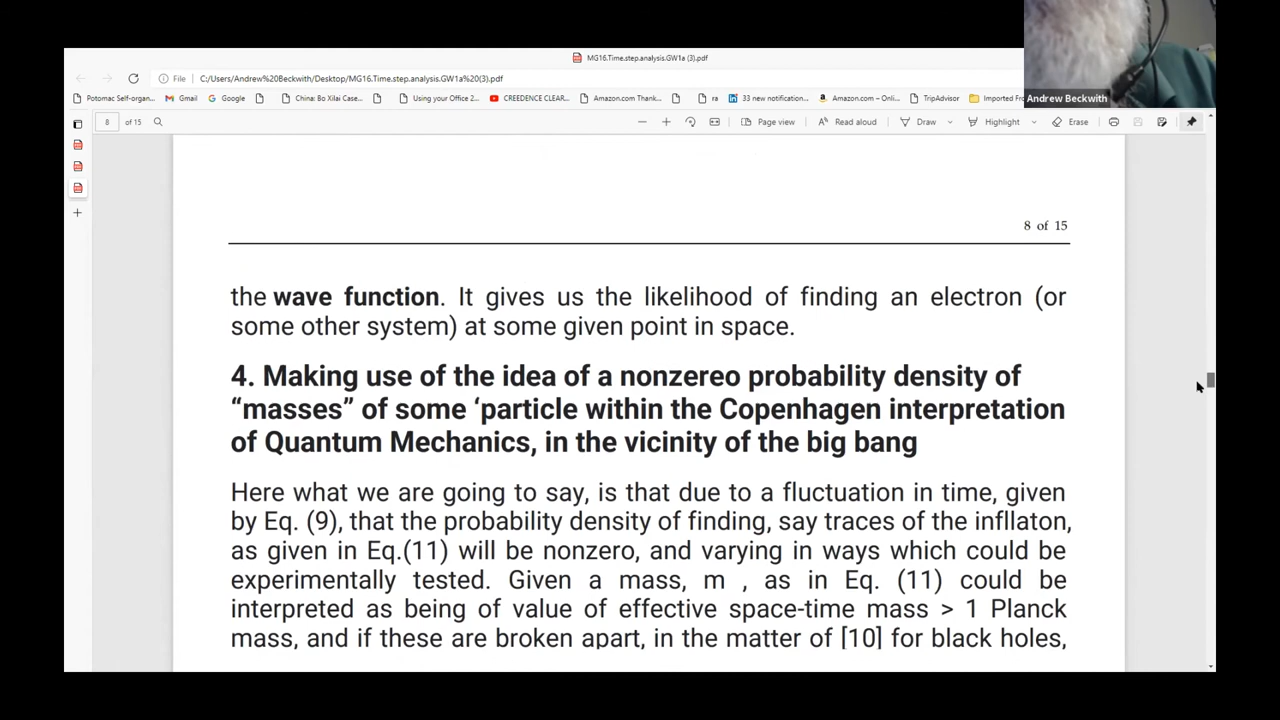 MG16.Time.step.analysis.GW1a (3).pdf
File C:/Users/Andrew%20Beckwith/Desktop/MG16.Time.step.analysis.GW1a%20(3).pdf
Andrew Beckwith
Potomac Self-organ... Gmail Google China: Bo Xilai Case... Using your Office 2... CREEDENCE CLEAR... Amazon.com Thank... ra 33 new notification... Amazon.com – Onli... TripAdvisor Imported Fro
8 of 15 Page view Read aloud Draw Highlight Erase
8 of 15
the wave function. It gives us the likelihood of finding an electron (or
some other system) at some given point in space.
4. Making use of the idea of a nonzereo probability density of
“masses” of some ‘particle within the Copenhagen interpretation
of Quantum Mechanics, in the vicinity of the big bang
Here what we are going to say, is that due to a fluctuation in time, given
by Eq. (9), that the probability density of finding, say traces of the infllaton,
as given in Eq.(11) will be nonzero, and varying in ways which could be
experimentally tested. Given a mass, m , as in Eq. (11) could be
interpreted as being of value of effective space-time mass > 1 Planck
mass, and if these are broken apart, in the matter of [10] for black holes,